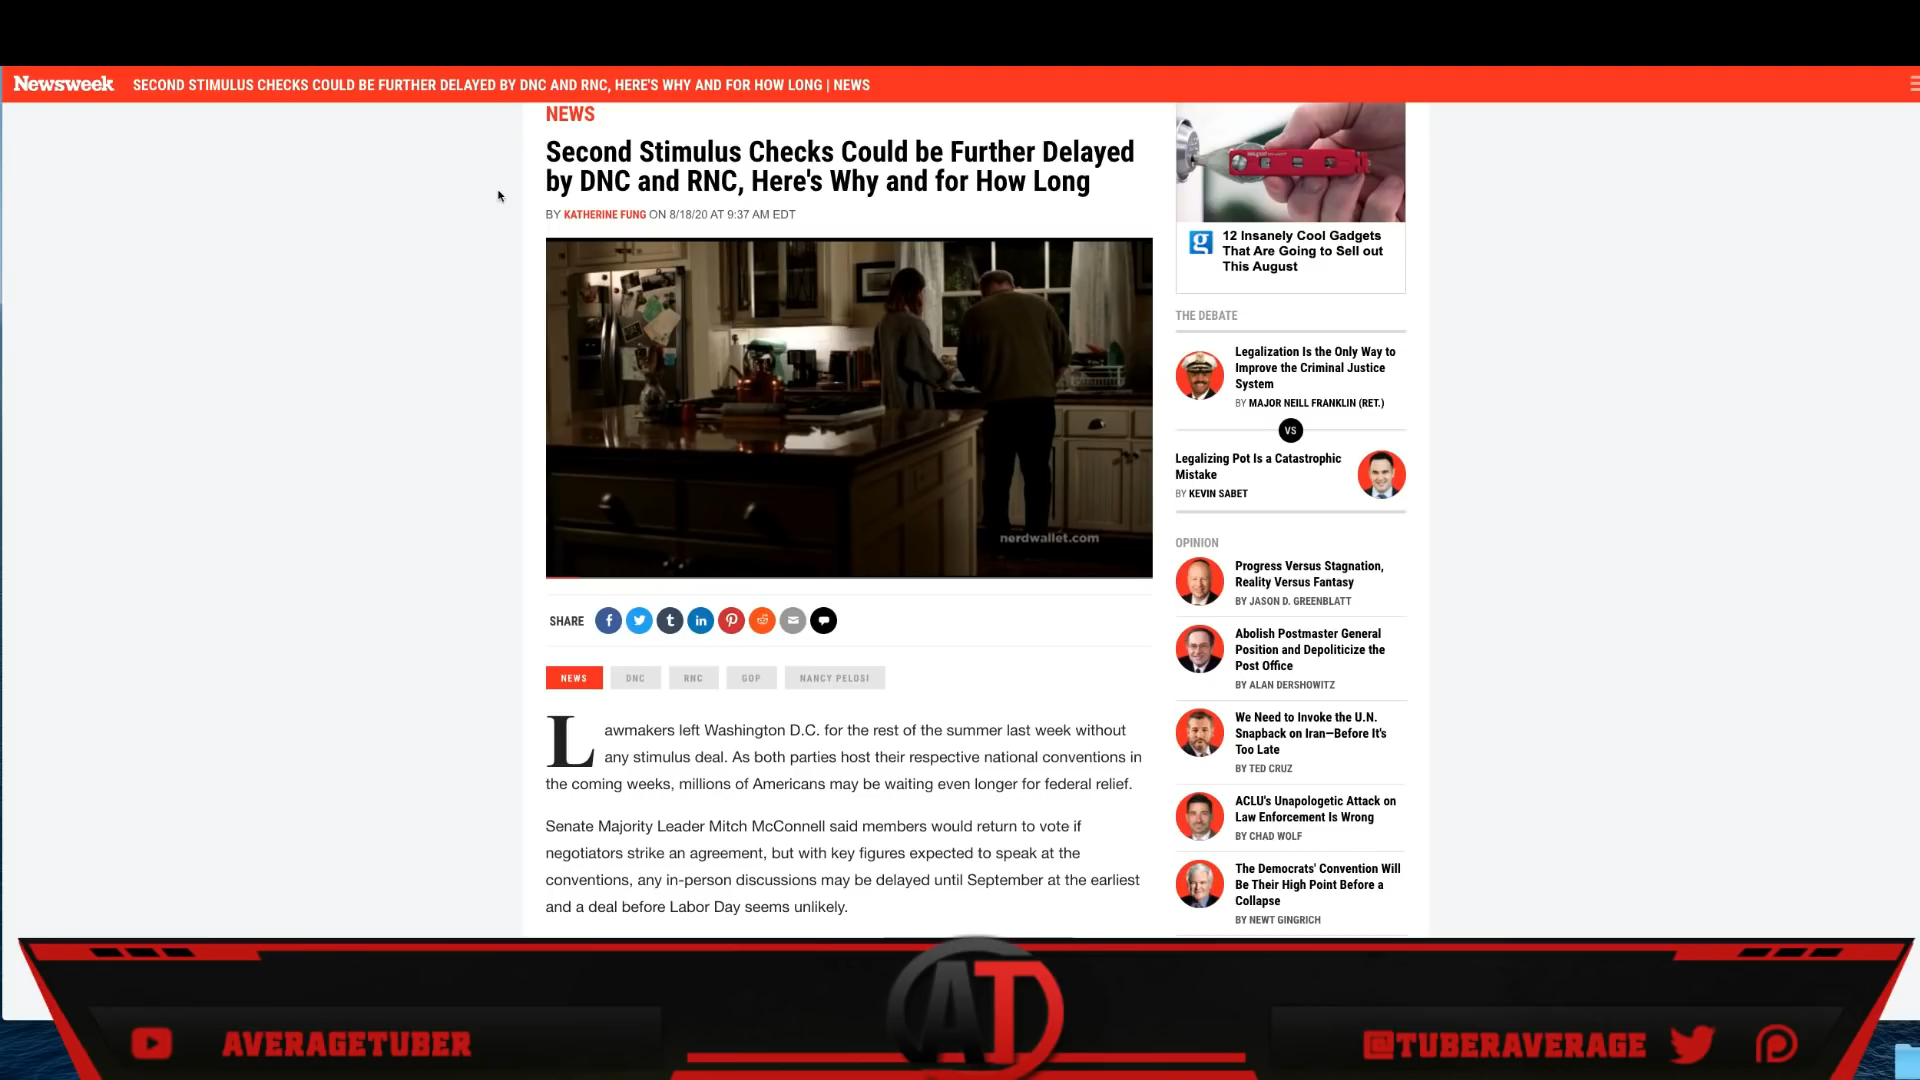 Newsweek SECOND STIMULUS CHECKS COULD BE FURTHER DELAYED BY DNC AND RNC, HERE'S WHY AND FOR HOW LONG | NEWS
NEWS
Second Stimulus Checks Could be Further Delayed
by DNC and RNC, Here's Why and for How Long
BY KATHERINE FUNG ON 8/18/20 AT 9:37 AM EDT
nerdwallet.com
SHARE
NEWS DNC RNC GOP NANCY PELOSI
Lawmakers left Washington D.C. for the rest of the summer last week without
any stimulus deal. As both parties host their respective national conventions in
the coming weeks, millions of Americans may be waiting even longer for federal relief.
Senate Majority Leader Mitch McConnell said members would return to vote if
negotiators strike an agreement, but with key figures expected to speak at the
conventions, any in-person discussions may be delayed until September at the earliest
and a deal before Labor Day seems unlikely.
g
12 Insanely Cool Gadgets
That Are Going to Sell out
This August
THE DEBATE
Legalization Is the Only Way to
Improve the Criminal Justice
System
BY MAJOR NEILL FRANKLIN (RET.)
VS
Legalizing Pot Is a Catastrophic
Mistake
BY KEVIN SABET
OPINION
Progress Versus Stagnation,
Reality Versus Fantasy
BY JASON D. GREENBLATT
Abolish Postmaster General
Position and Depoliticize the
Post Office
BY ALAN DERSHOWITZ
We Need to Invoke the U.N.
Snapback on Iran—Before It's
Too Late
BY TED CRUZ
ACLU's Unapologetic Attack on
Law Enforcement Is Wrong
BY CHAD WOLF
The Democrats' Convention Will
Be Their High Point Before a
Collapse
BY NEWT GINGRICH
AT
AVERAGETUBER
@TUBERAVERAGE